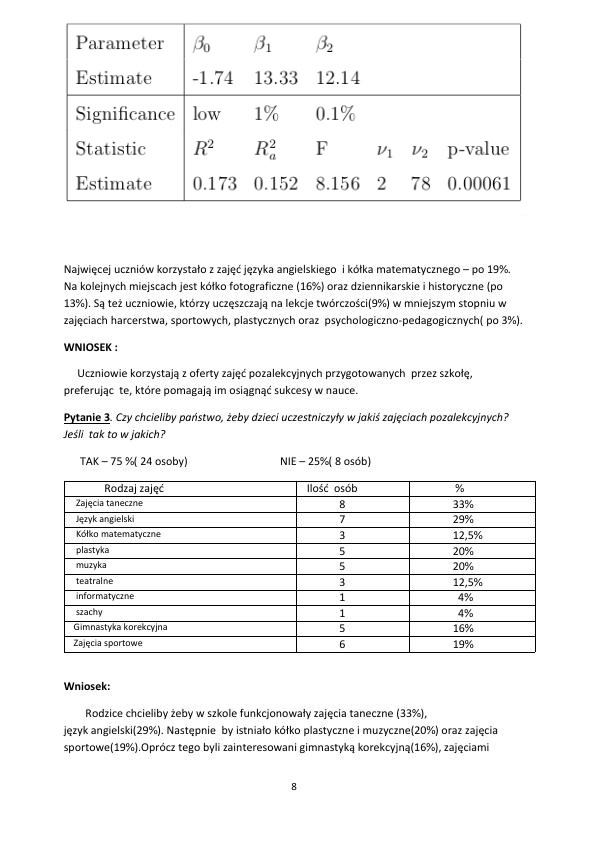 Parameter β0 β1 β2
Estimate -1.74 13.33 12.14
Significance low 1% 0.1%
Statistic R² R²a F ν1 ν2 p-value
Estimate 0.173 0.152 8.156 2 78 0.00061
Najwięcej uczniów korzystało z zajęć języka angielskiego i kółka matematycznego – po 19%.
Na kolejnych miejscach jest kółko fotograficzne (16%) oraz dziennikarskie i historyczne (po
13%). Są też uczniowie, którzy uczęszczają na lekcje twórczości(9%) w mniejszym stopniu w
zajęciach harcerstwa, sportowych, plastycznych oraz psychologiczno-pedagogicznych( po 3%).
WNIOSEK :
Uczniowie korzystają z oferty zajęć pozalekcyjnych przygotowanych przez szkołę,
preferując te, które pomagają im osiągnąć sukcesy w nauce.
Pytanie 3. Czy chcieliby państwo, żeby dzieci uczestniczyły w jakiś zajęciach pozalekcyjnych?
Jeśli tak to w jakich?
TAK – 75 %( 24 osoby) NIE – 25%( 8 osób)
Rodzaj zajęć Ilość osób %
Zajęcia taneczne 8 33%
Język angielski 7 29%
Kółko matematyczne 3 12,5%
plastyka 5 20%
muzyka 5 20%
teatralne 3 12,5%
informatyczne 1 4%
szachy 1 4%
Gimnastyka korekcyjna 5 16%
Zajęcia sportowe 6 19%
Wniosek:
Rodzice chcieliby żeby w szkole funkcjonowały zajęcia taneczne (33%),
język angielski(29%). Następnie by istniało kółko plastyczne i muzyczne(20%) oraz zajęcia
sportowe(19%).Oprócz tego byli zainteresowani gimnastyką korekcyjną(16%), zajęciami
8